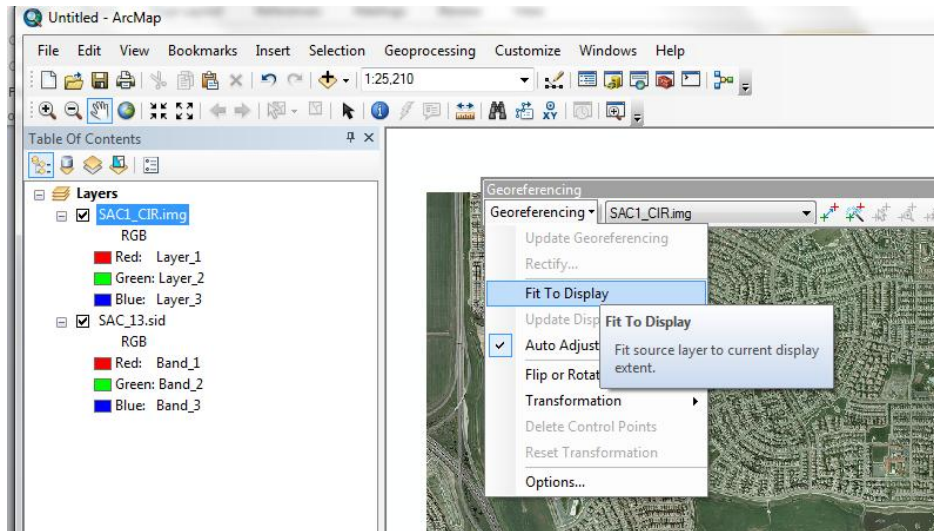 Untitled - ArcMap
File Edit View Bookmarks Insert Selection Geoprocessing Customize Windows Help
1:25,210
Table Of Contents
Layers
SAC1_CIR.img
RGB
Red: Layer_1
Green: Layer_2
Blue: Layer_3
SAC_13.sid
RGB
Red: Band_1
Green: Band_2
Blue: Band_3
Georeferencing
Georeferencing SAC1_CIR.img
Update Georeferencing
Rectify...
Fit To Display
Update Disp
Auto Adjust
Flip or Rotat
Transformation
Delete Control Points
Reset Transformation
Options...
Fit To Display
Fit source layer to current display
extent.